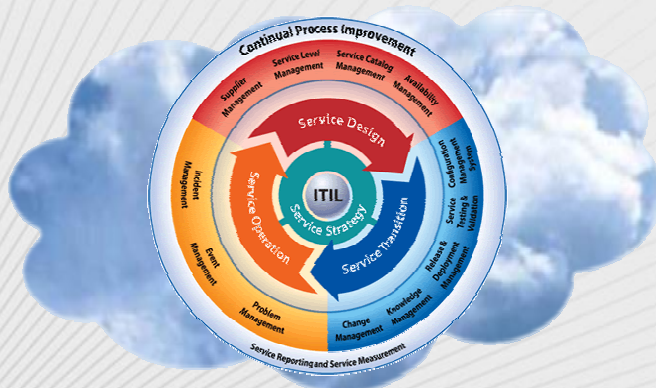 Continual Process Improvement
Supplier
Management
Service Level
Management
Service Catalog
Management
Availability
Management
Service Design
Configuration
Management
System
Service
Testing &
Validation
Release &
Deployment
Management
Knowledge
Management
Change
Management
Service Transition
ITIL
Service Strategy
Service Operation
Incident
Management
Event
Management
Problem
Management
Service Reporting and Service Measurement